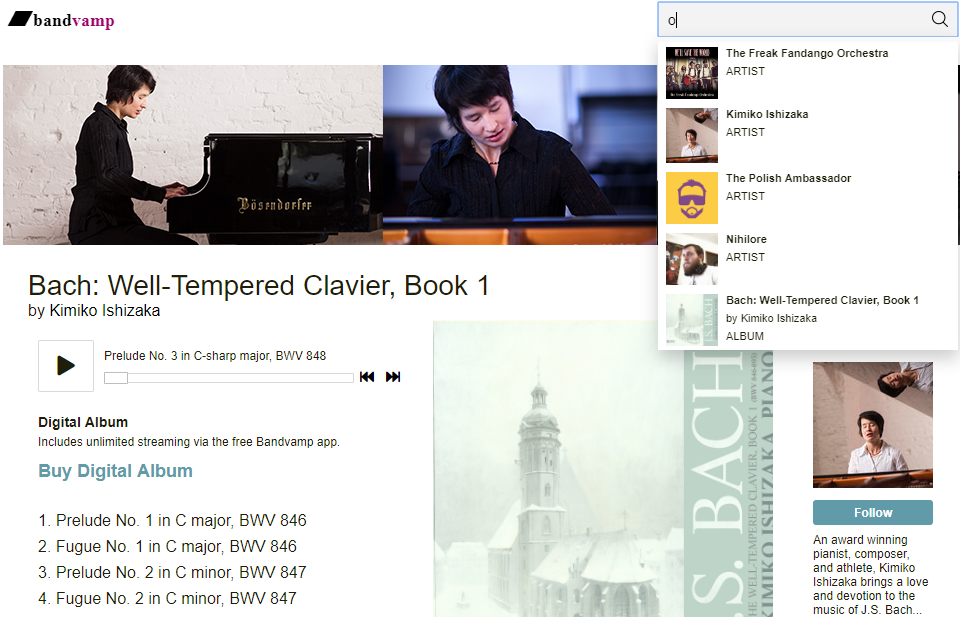 bandvamp
o
The Freak Fandango Orchestra
ARTIST
Kimiko Ishizaka
ARTIST
The Polish Ambassador
ARTIST
Nihilore
ARTIST
Bach: Well-Tempered Clavier, Book 1
by Kimiko Ishizaka
ALBUM
Bösendorfer
Bach: Well-Tempered Clavier, Book 1
by Kimiko Ishizaka
Prelude No. 3 in C-sharp major, BWV 848
Digital Album
Includes unlimited streaming via the free Bandvamp app.
Buy Digital Album
1. Prelude No. 1 in C major, BWV 846
2. Fugue No. 1 in C major, BWV 846
3. Prelude No. 2 in C minor, BWV 847
4. Fugue No. 2 in C minor, BWV 847
J.S. BACH
J.S. BACH
THE WELL-TEMPERED CLAVIER, BOOK 1
KIMIKO ISHIZAKA, PIANO
Follow
An award winning
pianist, composer,
and athlete, Kimiko
Ishizaka brings a love
and devotion to the
music of J.S. Bach...